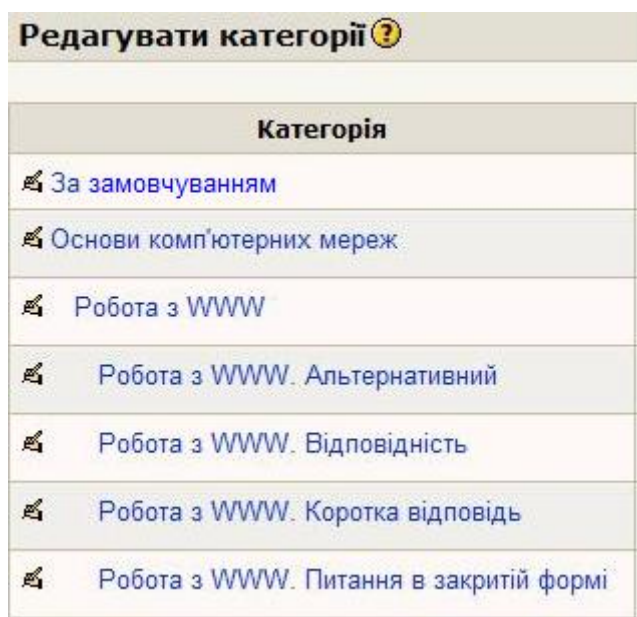 Редагувати категорії ?
Категорія
За замовчуванням
Основи комп'ютерних мереж
Робота з WWW
Робота з WWW. Альтернативний
Робота з WWW. Відповідність
Робота з WWW. Коротка відповідь
Робота з WWW. Питання в закритій формі